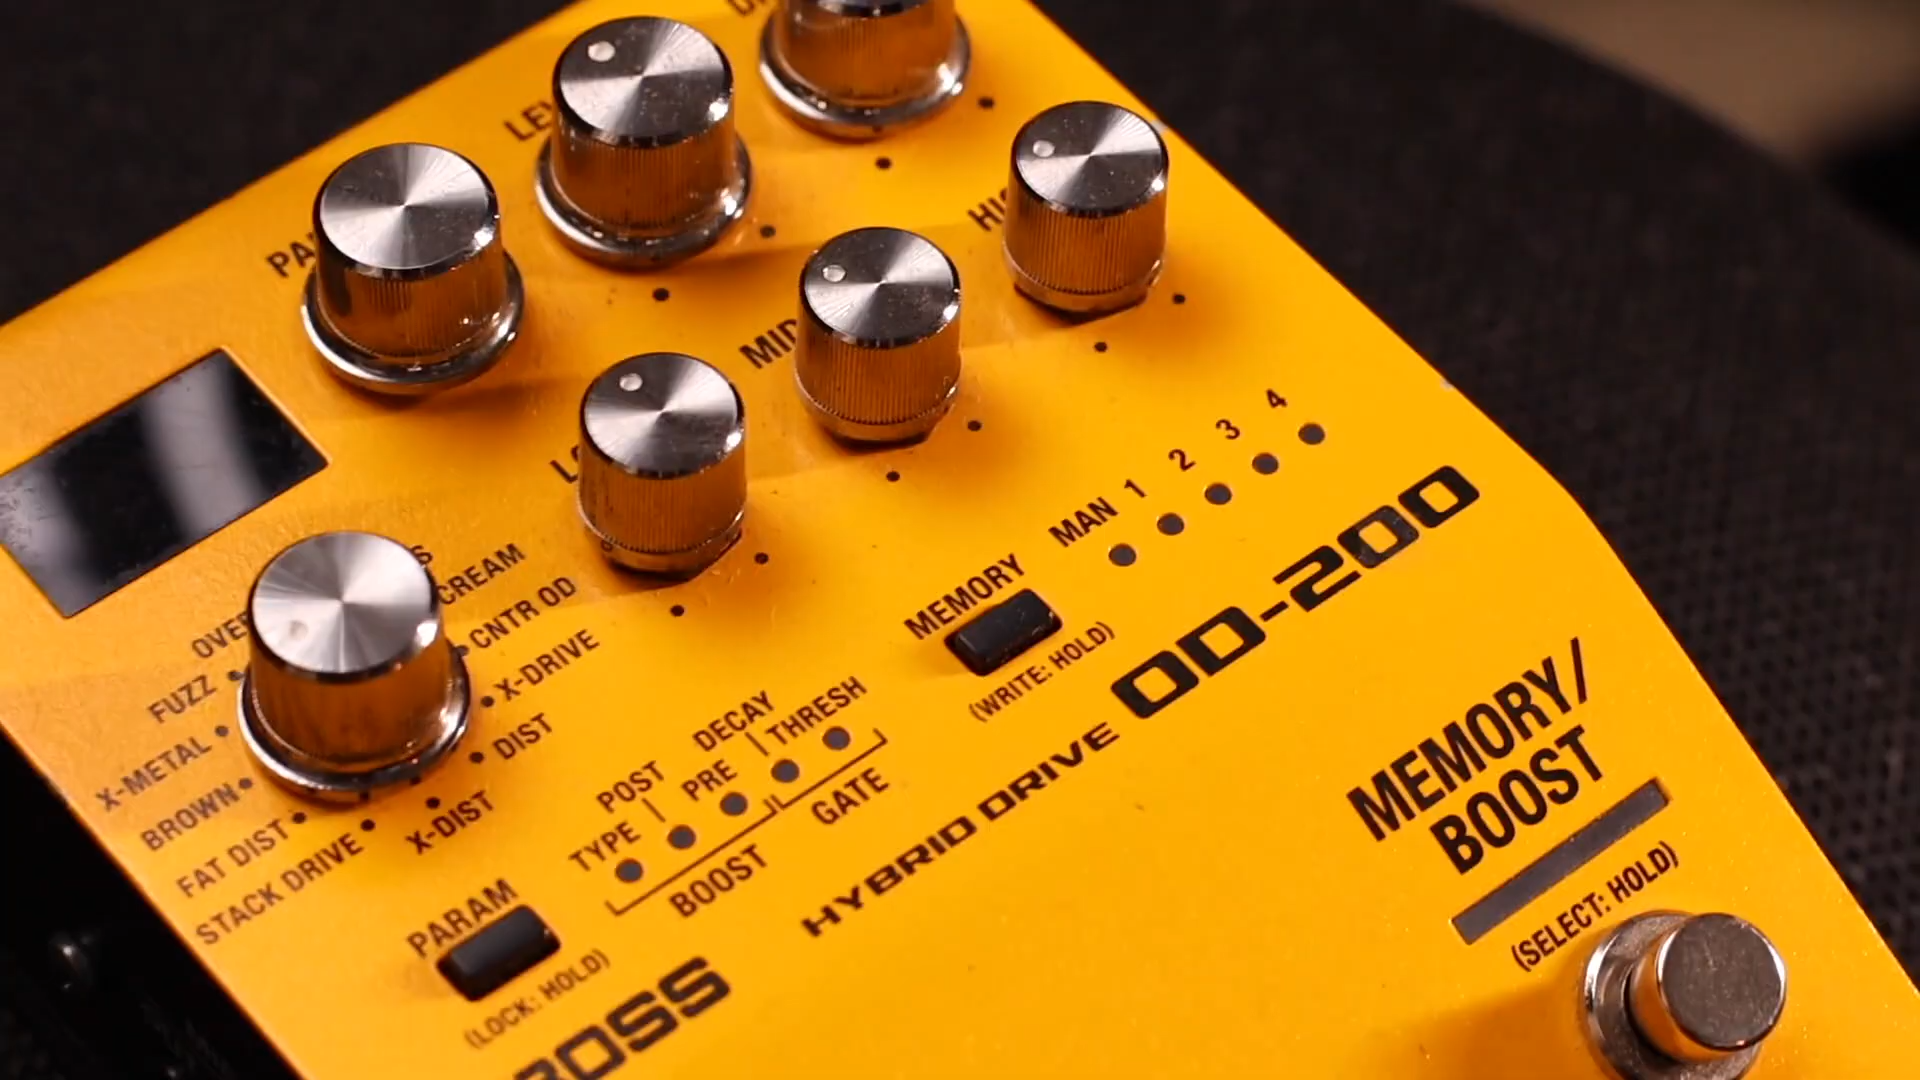 MID
MAN 1 2 3 4
MEMORY
(WRITE: HOLD)
OD-200
HYBRID DRIVE
CNTR OD
X-DRIVE
DIST
X-DIST
STACK DRIVE
FAT DIST
BROWN
X-METAL
FUZZ
DECAY
THRESH
POST
PRE
TYPE
GATE
BOOST
PARAM
(LOCK: HOLD)
BOSS
MEMORY/
BOOST
(SELECT: HOLD)